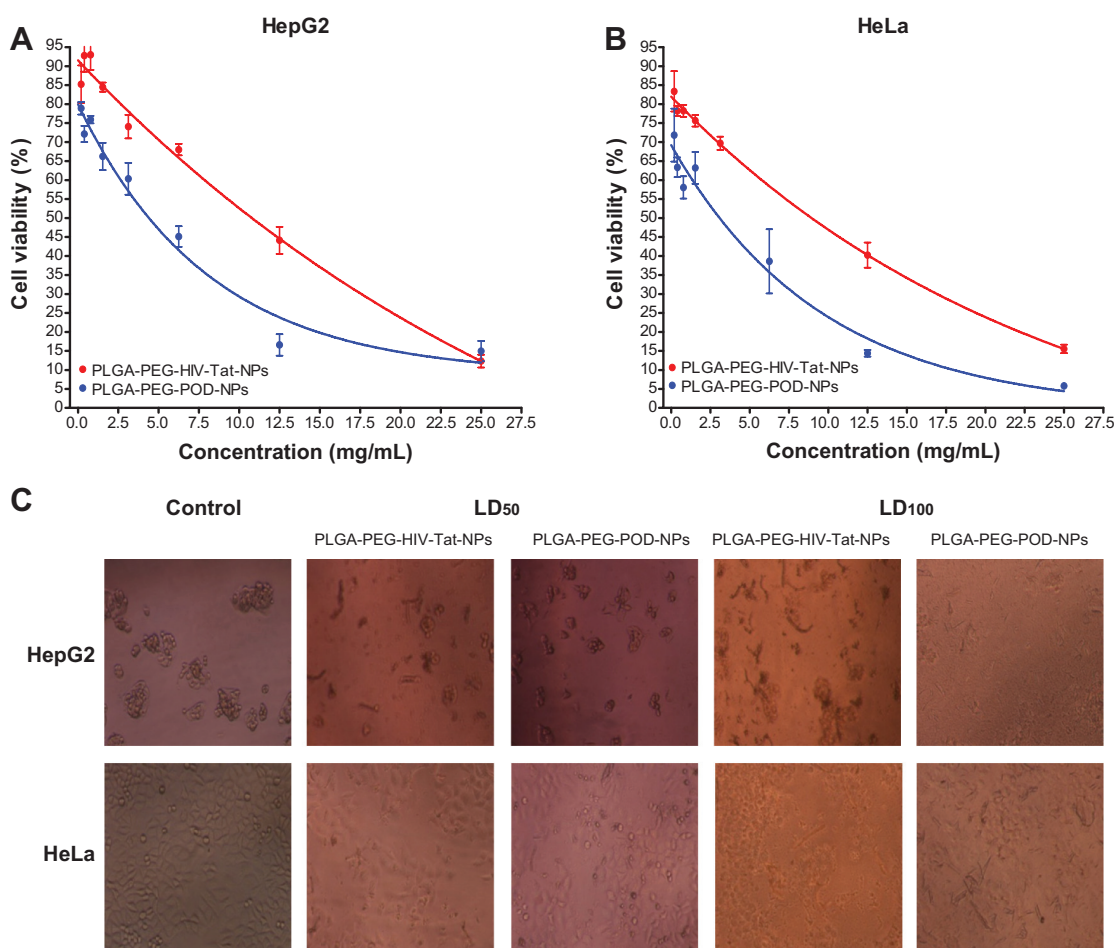 A
HepG2
Cell viability (%)
95
90
85
80
75
70
65
60
55
50
45
40
35
30
25
20
15
10
5
0
PLGA-PEG-HIV-Tat-NPs
PLGA-PEG-POD-NPs
0.0 2.5 5.0 7.5 10.0 12.5 15.0 17.5 20.0 22.5 25.0 27.5
Concentration (mg/mL)
B
HeLa
Cell viability (%)
95
90
85
80
75
70
65
60
55
50
45
40
35
30
25
20
15
10
5
0
PLGA-PEG-HIV-Tat-NPs
PLGA-PEG-POD-NPs
0.0 2.5 5.0 7.5 10.0 12.5 15.0 17.5 20.0 22.5 25.0 27.5
Concentration (mg/mL)
C
Control LD50 LD100
PLGA-PEG-HIV-Tat-NPs PLGA-PEG-POD-NPs PLGA-PEG-HIV-Tat-NPs PLGA-PEG-POD-NPs
HepG2
HeLa